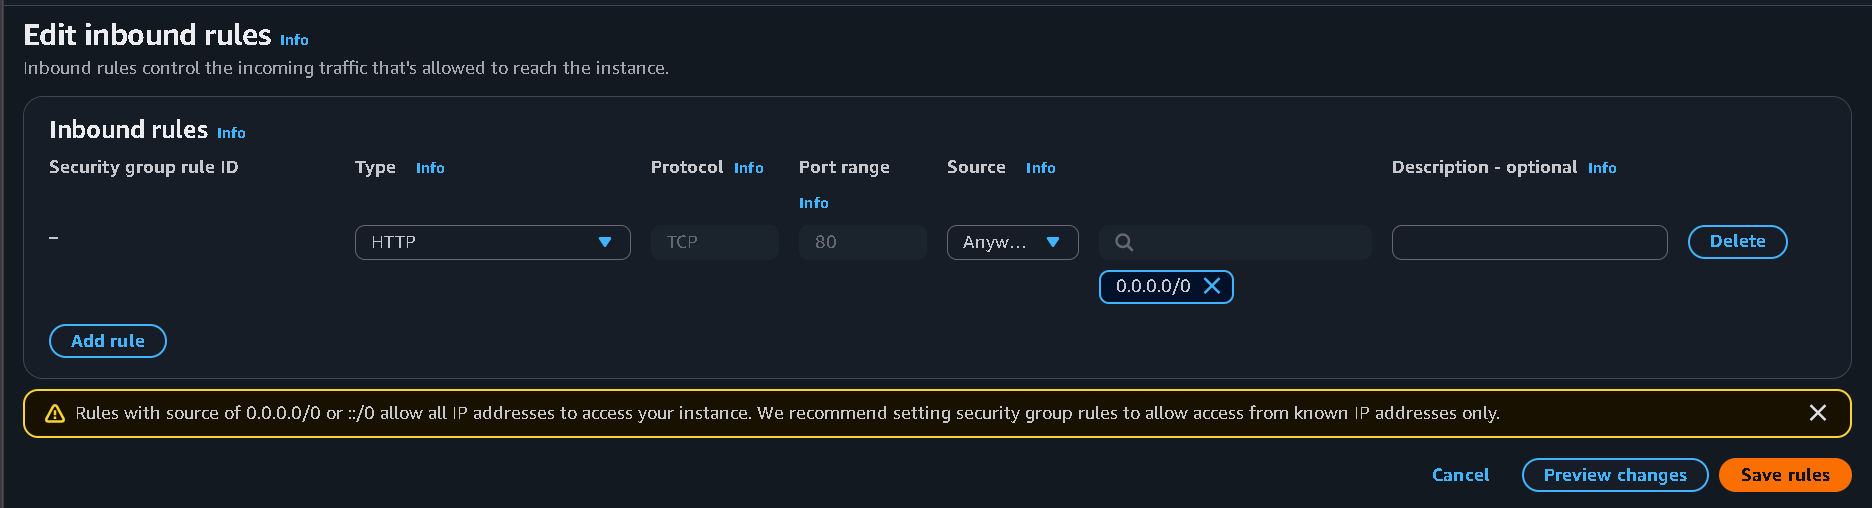 Edit inbound rules Info
Inbound rules control the incoming traffic that's allowed to reach the instance.
Inbound rules Info
Security group rule ID Type Info Protocol Info Port range Info Source Info Description - optional Info
– HTTP TCP 80 Anyw... Delete
0.0.0.0/0
Add rule
Rules with source of 0.0.0.0/0 or ::/0 allow all IP addresses to access your instance. We recommend setting security group rules to allow access from known IP addresses only.
Cancel Preview changes Save rules